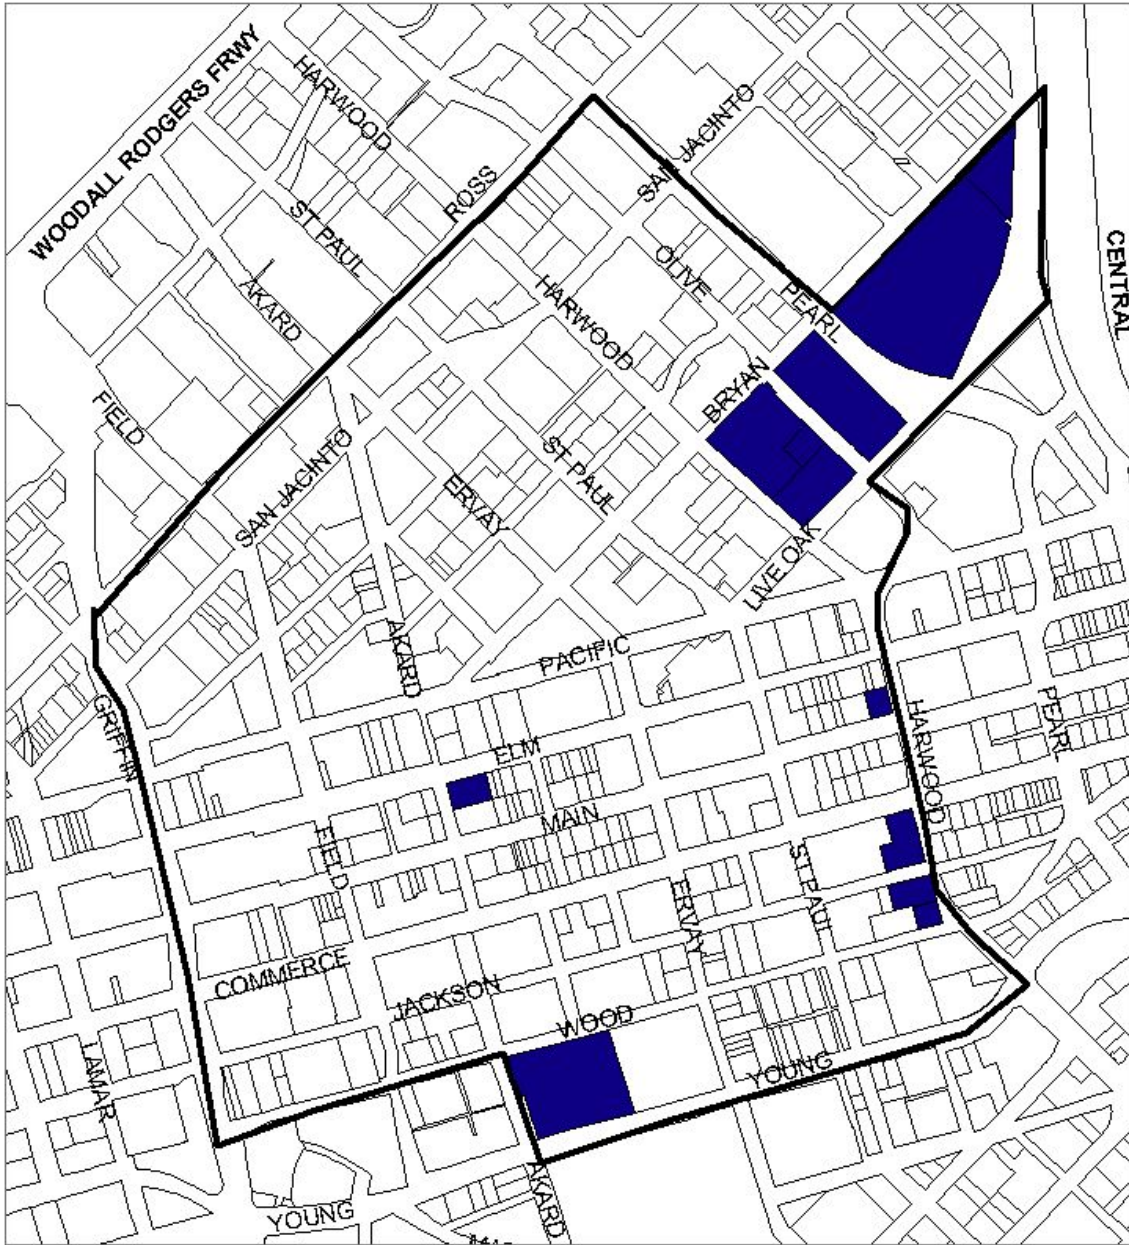 WOODALL RODGERS FRWY
HARWOOD
SAN JACINTO
ROSS
ST PAUL
OLIVE
CENTRAL
AKARD
HARWOOD
PEARL
FIELD
BRYAN
SAN JACINTO
ERVAY
ST PAUL
LIVE OAK
AKARD
PACIFIC
GRIFFIN
ELM
HARWOOD
PEARL
MAIN
FIELD
ST PAUL
ERVAY
COMMERCE
JACKSON
WOOD
LAMAR
YOUNG
AKARD
YOUNG